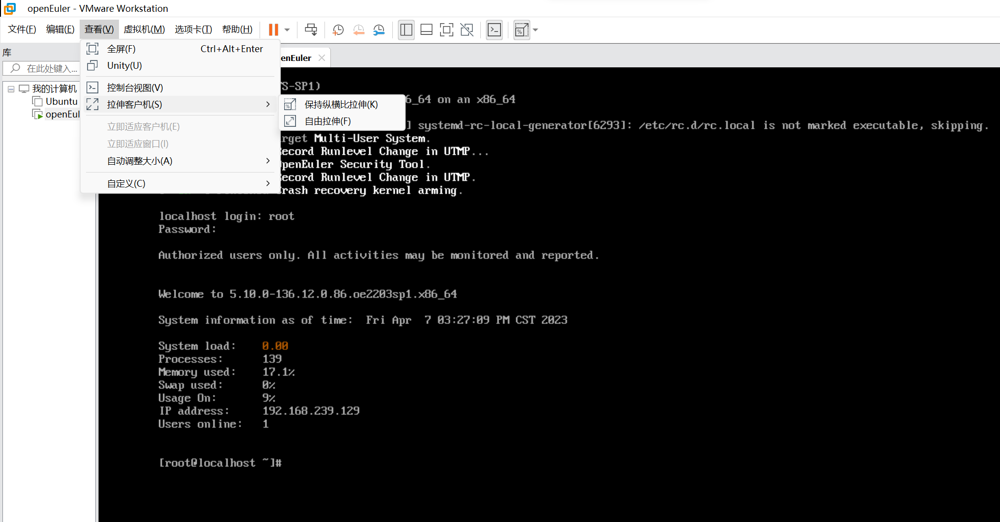 openEuler - VMware Workstation
文件(F) 编辑(E) 查看(V) 虚拟机(M) 选项卡(T) 帮助(H)
库
在此处键入...
我的计算机
Ubuntu
openEul
全屏(F) Ctrl+Alt+Enter
Unity(U)
控制台视图(V)
拉伸客户机(S)
立即适应客户机(E)
立即适应窗口(I)
自动调整大小(A)
自定义(C)
保持纵横比拉伸(K)
自由拉伸(F)
enEuler
S-SP1)
6_64 on an x86_64
] systemd-rc-local-generator[6293]: /etc/rc.d/rc.local is not marked executable, skipping.
rget Multi-User System.
ecord Runlevel Change in UTMP...
penEuler Security Tool.
ecord Runlevel Change in UTMP.
rash recovery kernel arming.
localhost login: root
Password:
Authorized users only. All activities may be monitored and reported.
Welcome to 5.10.0-136.12.0.86.oe2203sp1.x86_64
System information as of time:  Fri Apr  7 03:27:09 PM CST 2023
System load:    0.00
Processes:      139
Memory used:    17.1%
Swap used:      0%
Usage On:       9%
IP address:     192.168.239.129
Users online:   1
[root@localhost ~]#